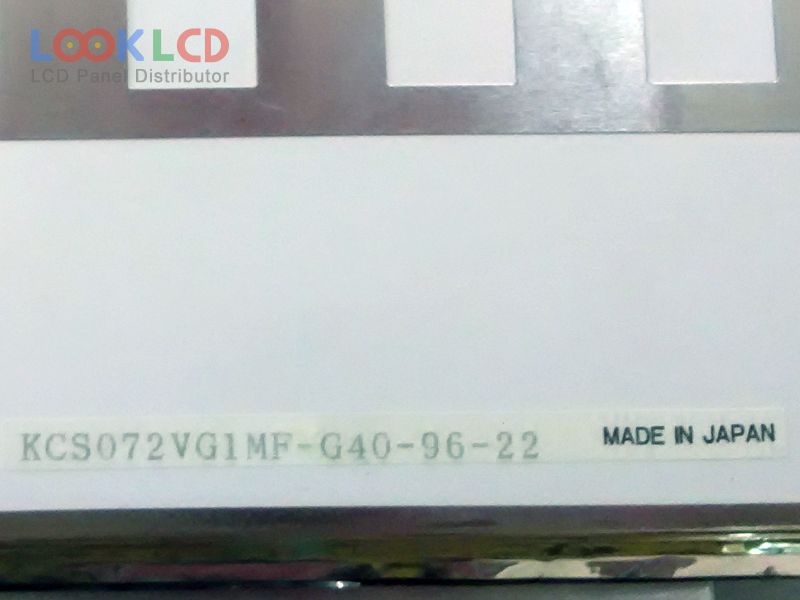 LOOKLCD
LCD Panel Distributor
KCS072VG1MF-G40-96-22
MADE IN JAPAN